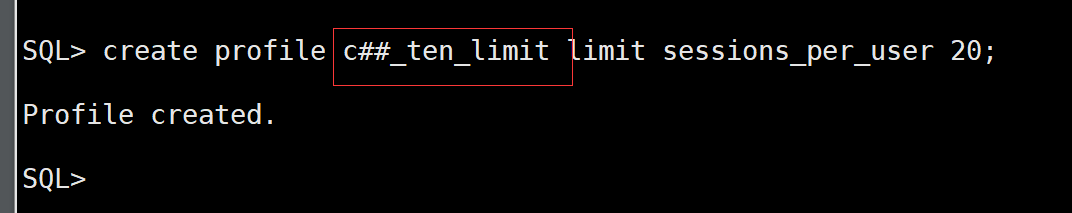 SQL> create profile c##_ten_limit limit sessions_per_user 20;
Profile created.
SQL>